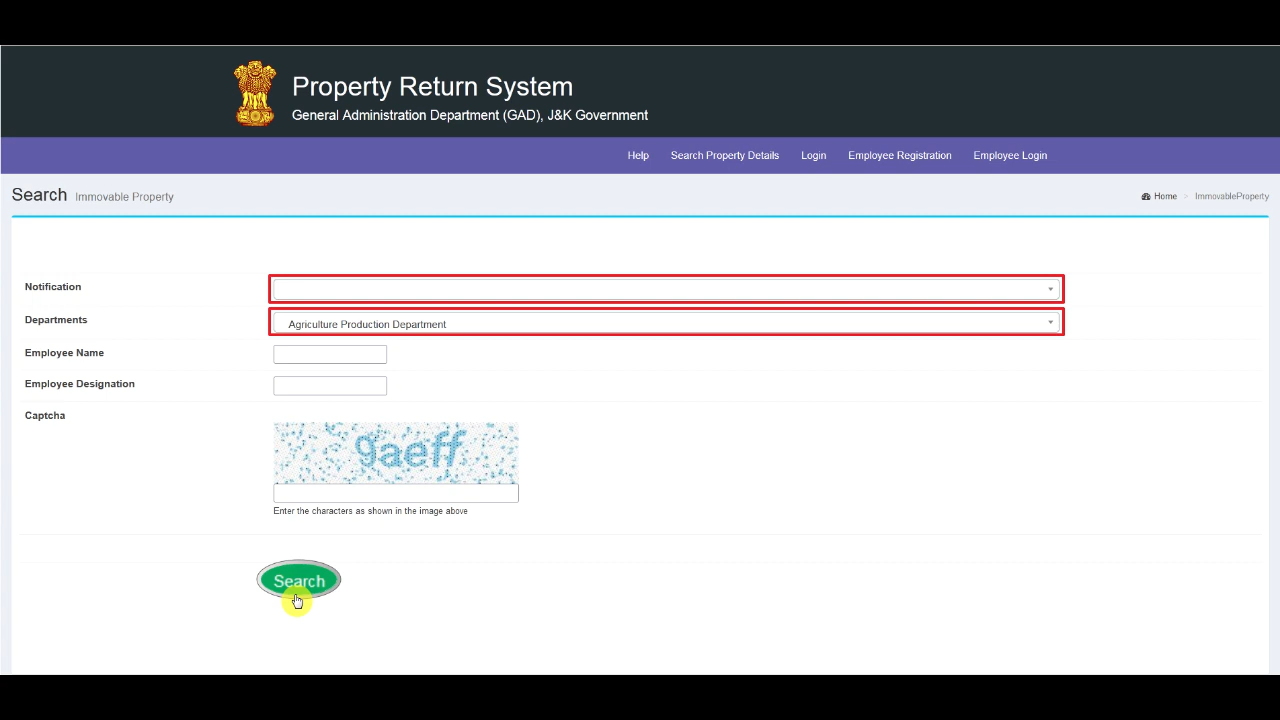 Property Return System
General Administration Department (GAD), J&K Government
Help Search Property Details Login Employee Registration Employee Login
Search Immovable Property
Home > ImmovableProperty
Notification
Departments Agriculture Production Department
Employee Name
Employee Designation
Captcha
gaeff
Enter the characters as shown in the image above
Search